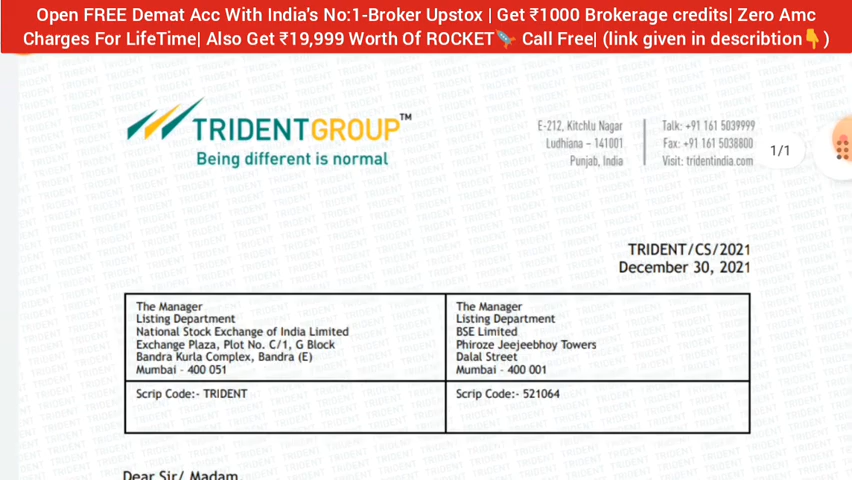 Open FREE Demat Acc With India's No:1-Broker Upstox | Get ₹1000 Brokerage credits| Zero Amc
Charges For LifeTime| Also Get ₹19,999 Worth Of ROCKET🚀 Call Free| (link given in describtion👇)
TRIDENTGROUP™
Being different is normal
E-212, Kitchlu Nagar
Ludhiana – 141001
Punjab, India
Talk: +91 161 5039999
Fax: +91 161 5038800
Visit: tridentindia.com
1/1
TRIDENT/CS/2021
December 30, 2021
The Manager
Listing Department
National Stock Exchange of India Limited
Exchange Plaza, Plot No. C/1, G Block
Bandra Kurla Complex, Bandra (E)
Mumbai - 400 051
The Manager
Listing Department
BSE Limited
Phiroze Jeejeebhoy Towers
Dalal Street
Mumbai - 400 001
Scrip Code:- TRIDENT
Scrip Code:- 521064
Dear Sir/ Madam,